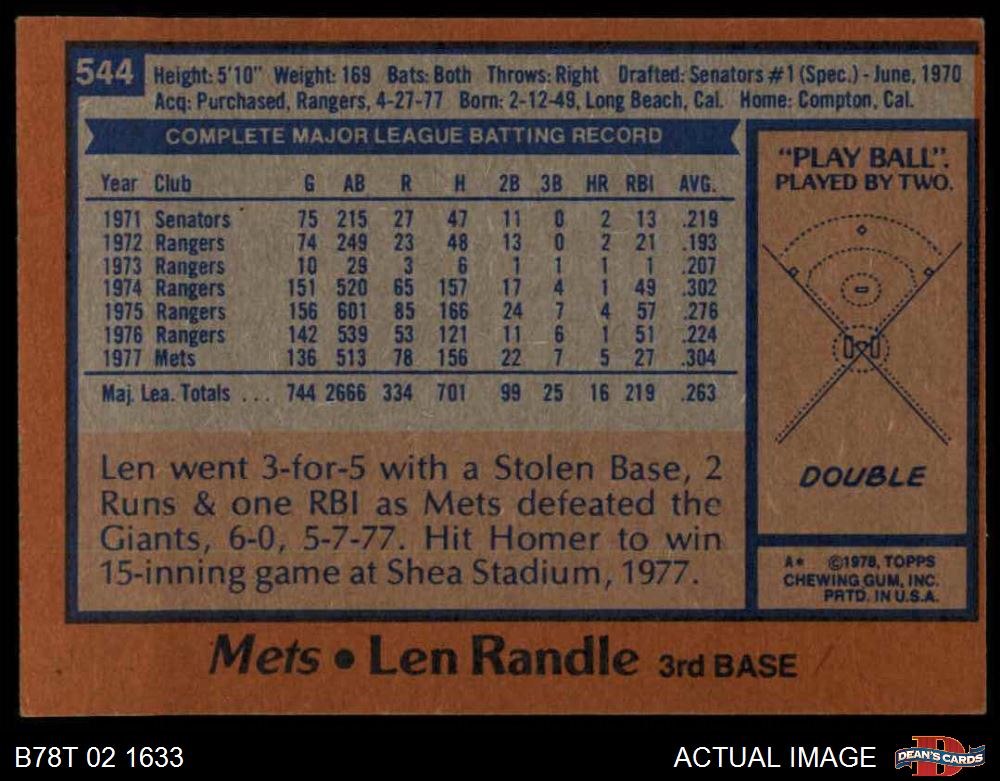 544
Height: 5'10" Weight: 169 Bats: Both Throws: Right Drafted: Senators #1 (Spec.) - June, 1970
Acq: Purchased, Rangers, 4-27-77 Born: 2-12-49, Long Beach, Cal. Home: Compton, Cal.
COMPLETE MAJOR LEAGUE BATTING RECORD
Year Club G AB R H 2B 3B HR RBI AVG.
1971 Senators 75 215 27 47 11 0 2 13 .219
1972 Rangers 74 249 23 48 13 0 2 21 .193
1973 Rangers 10 29 3 6 1 1 1 1 .207
1974 Rangers 151 520 65 157 17 4 1 49 .302
1975 Rangers 156 601 85 166 24 7 4 57 .276
1976 Rangers 142 539 53 121 11 6 1 51 .224
1977 Mets 136 513 78 156 22 7 5 27 .304
Maj. Lea. Totals ... 744 2666 334 701 99 25 16 219 .263
Len went 3-for-5 with a Stolen Base, 2
Runs & one RBI as Mets defeated the
Giants, 6-0, 5-7-77. Hit Homer to win
15-inning game at Shea Stadium, 1977.
"PLAY BALL".
PLAYED BY TWO.
DOUBLE
A* ©1978, TOPPS
CHEWING GUM, INC.
PRTD. IN U.S.A.
Mets • Len Randle 3rd BASE
B78T 02 1633
ACTUAL IMAGE
D
DEAN'S CARDS